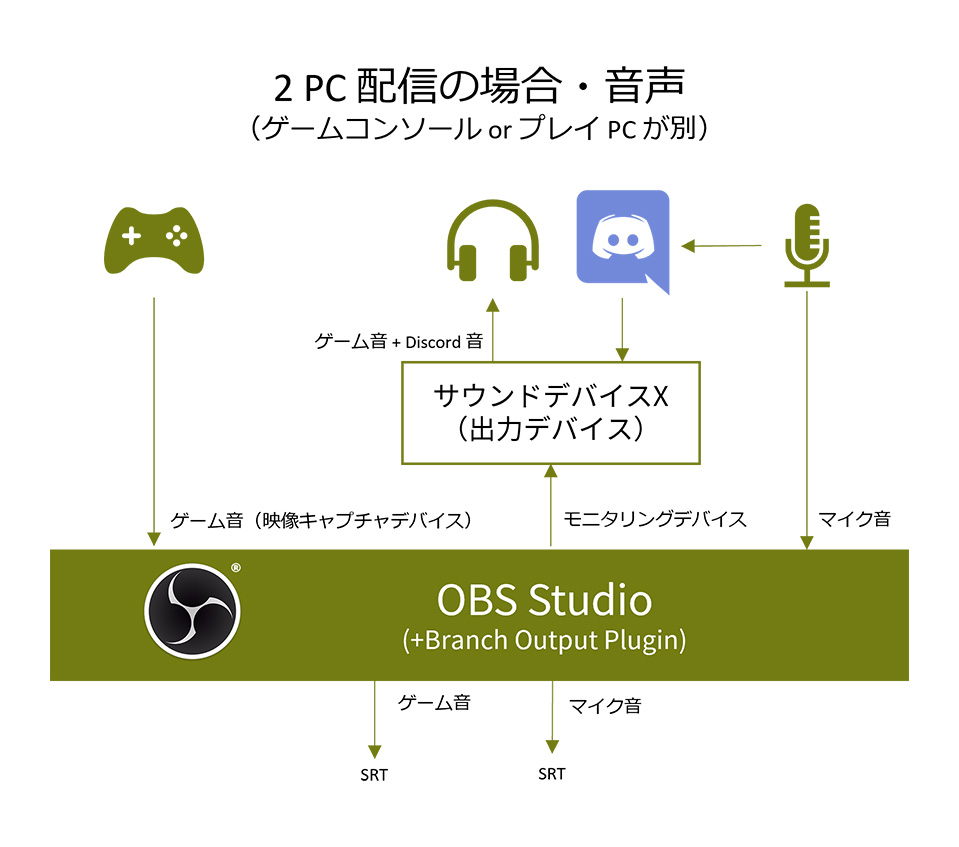 2 PC 配信の場合・音声
（ゲームコンソール or プレイ PC が別）
ゲーム音 + Discord 音
サウンドデバイスX
（出力デバイス）
ゲーム音（映像キャプチャデバイス）
モニタリングデバイス
マイク音
®
OBS Studio
(+Branch Output Plugin)
ゲーム音
マイク音
SRT
SRT